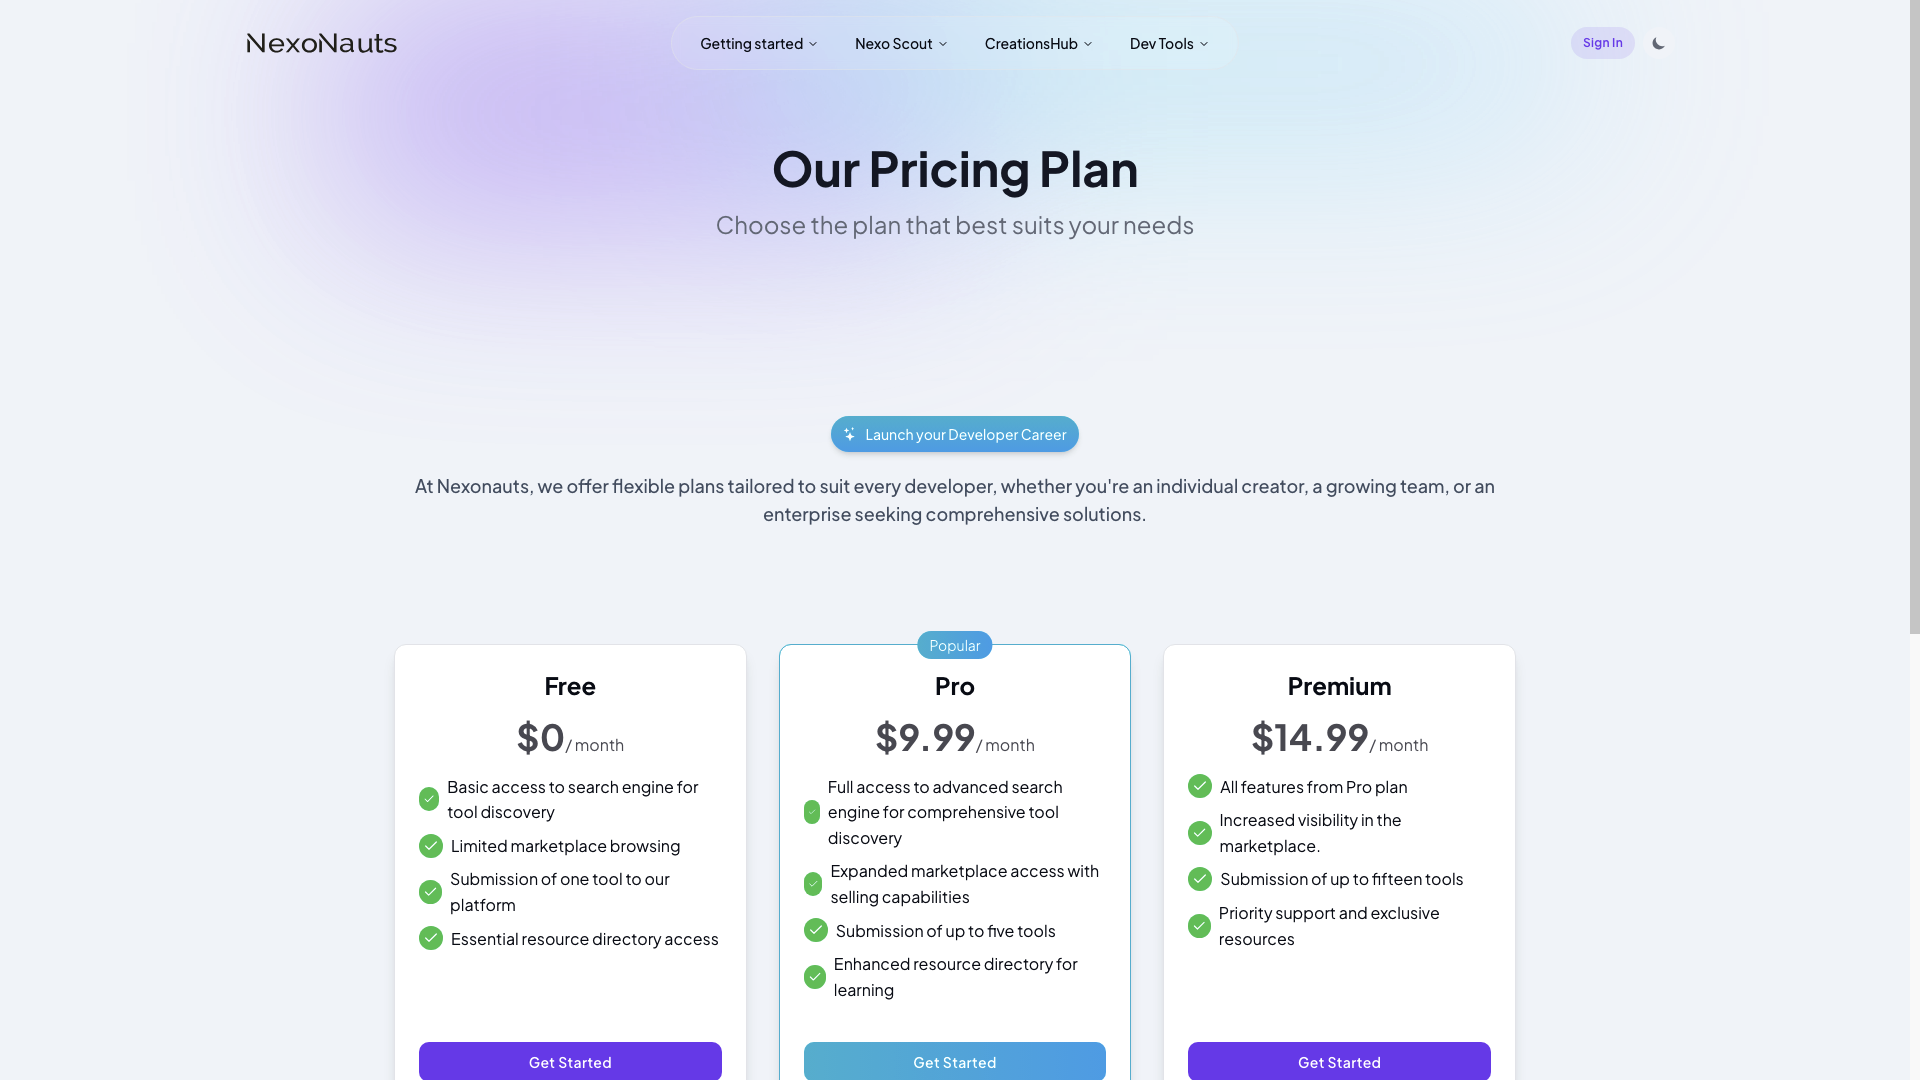 NexoNauts
Getting started
Nexo Scout
CreationsHub
Dev Tools
Sign In
Our Pricing Plan
Choose the plan that best suits your needs
Launch your Developer Career
At Nexonauts, we offer flexible plans tailored to suit every developer, whether you're an individual creator, a growing team, or an
enterprise seeking comprehensive solutions.
Free
$0/ month
Basic access to search engine for
tool discovery
Limited marketplace browsing
Submission of one tool to our
platform
Essential resource directory access
Get Started
Popular
Pro
$9.99/ month
Full access to advanced search
engine for comprehensive tool
discovery
Expanded marketplace access with
selling capabilities
Submission of up to five tools
Enhanced resource directory for
learning
Get Started
Premium
$14.99/ month
All features from Pro plan
Increased visibility in the
marketplace.
Submission of up to fifteen tools
Priority support and exclusive
resources
Get Started